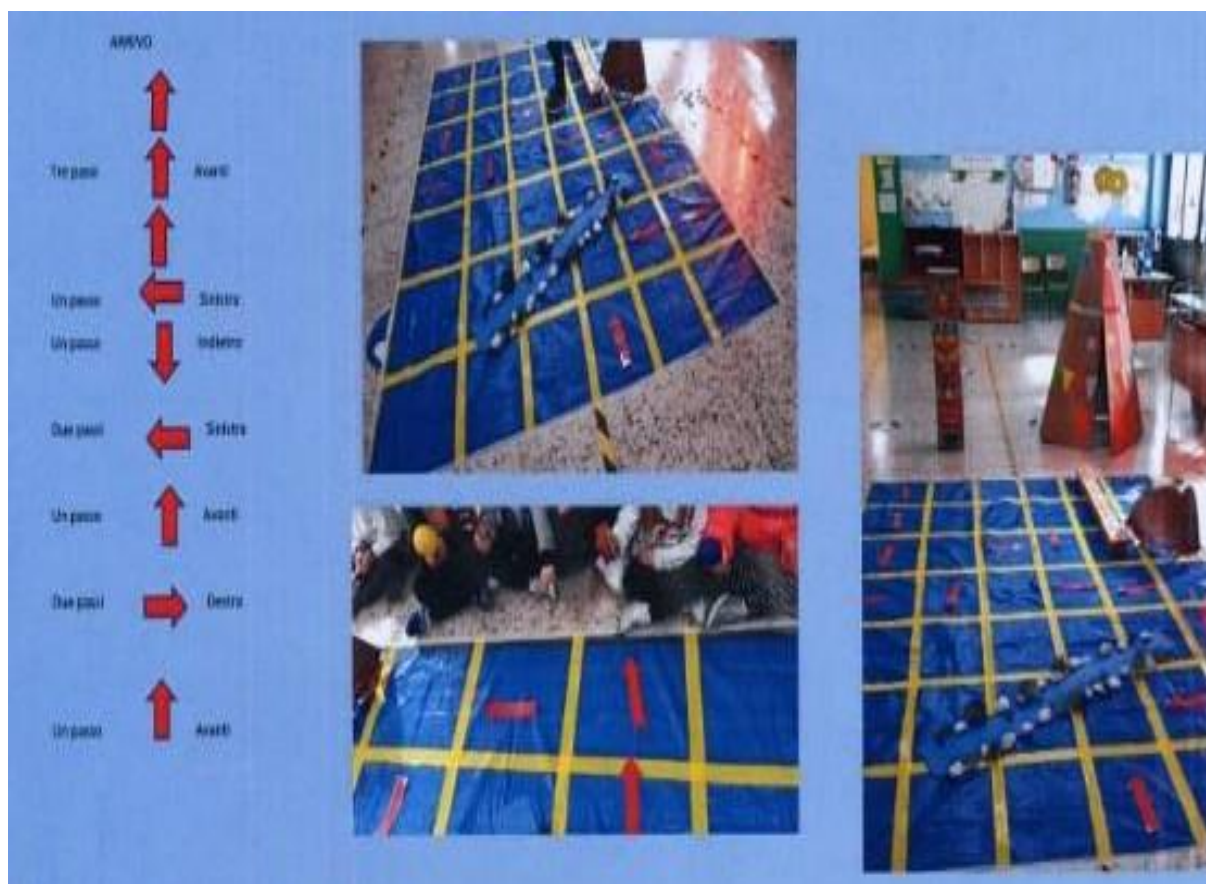 ARRIVO
Tre passi Avanti
Un passo Sinistra
Un passo Indietro
Due passi Sinistra
Un passo Avanti
Due passi Destra
Un passo Avanti